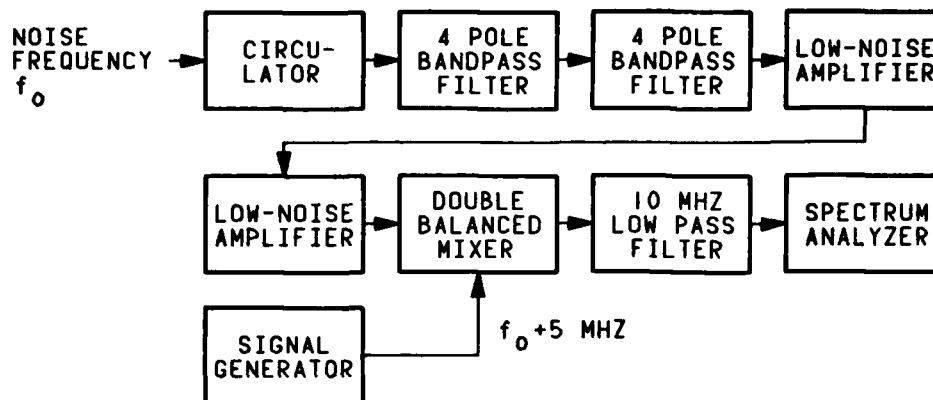 NOISE
FREQUENCY
f₀
CIRCU-
LATOR
4 POLE
BANDPASS
FILTER
4 POLE
BANDPASS
FILTER
LOW-NOISE
AMPLIFIER
LOW-NOISE
AMPLIFIER
DOUBLE
BALANCED
MIXER
10 MHZ
LOW PASS
FILTER
SPECTRUM
ANALYZER
SIGNAL
GENERATOR
f₀+5 MHZ